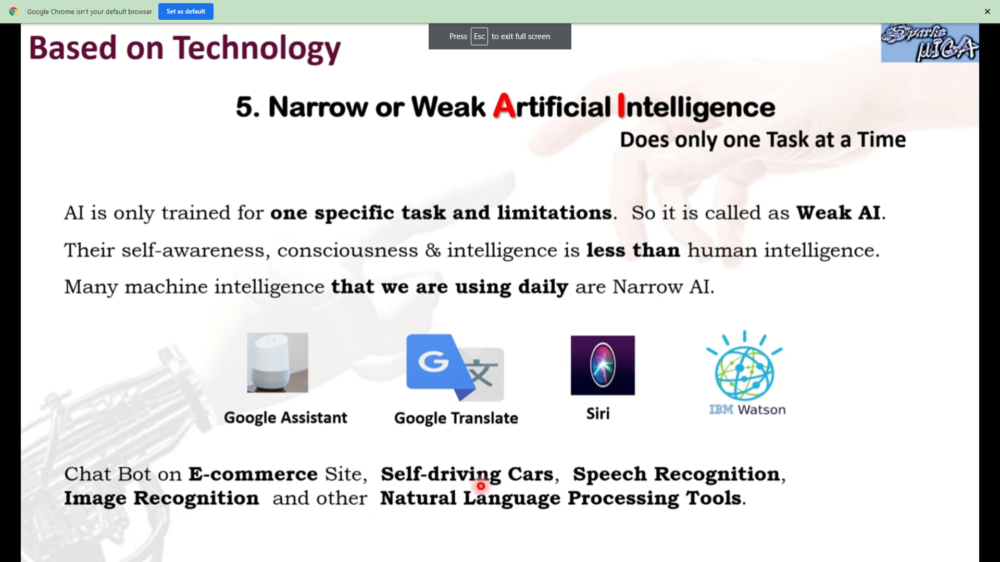 Google Chrome isn't your default browser Set as default
Press Esc to exit full screen
Based on Technology
Sparks
μICA
5. Narrow or Weak Artificial Intelligence
Does only one Task at a Time
AI is only trained for one specific task and limitations. So it is called as Weak AI.
Their self-awareness, consciousness & intelligence is less than human intelligence.
Many machine intelligence that we are using daily are Narrow AI.
G 文
Google Assistant Google Translate Siri IBM Watson
Chat Bot on E-commerce Site, Self-driving Cars, Speech Recognition,
Image Recognition and other Natural Language Processing Tools.